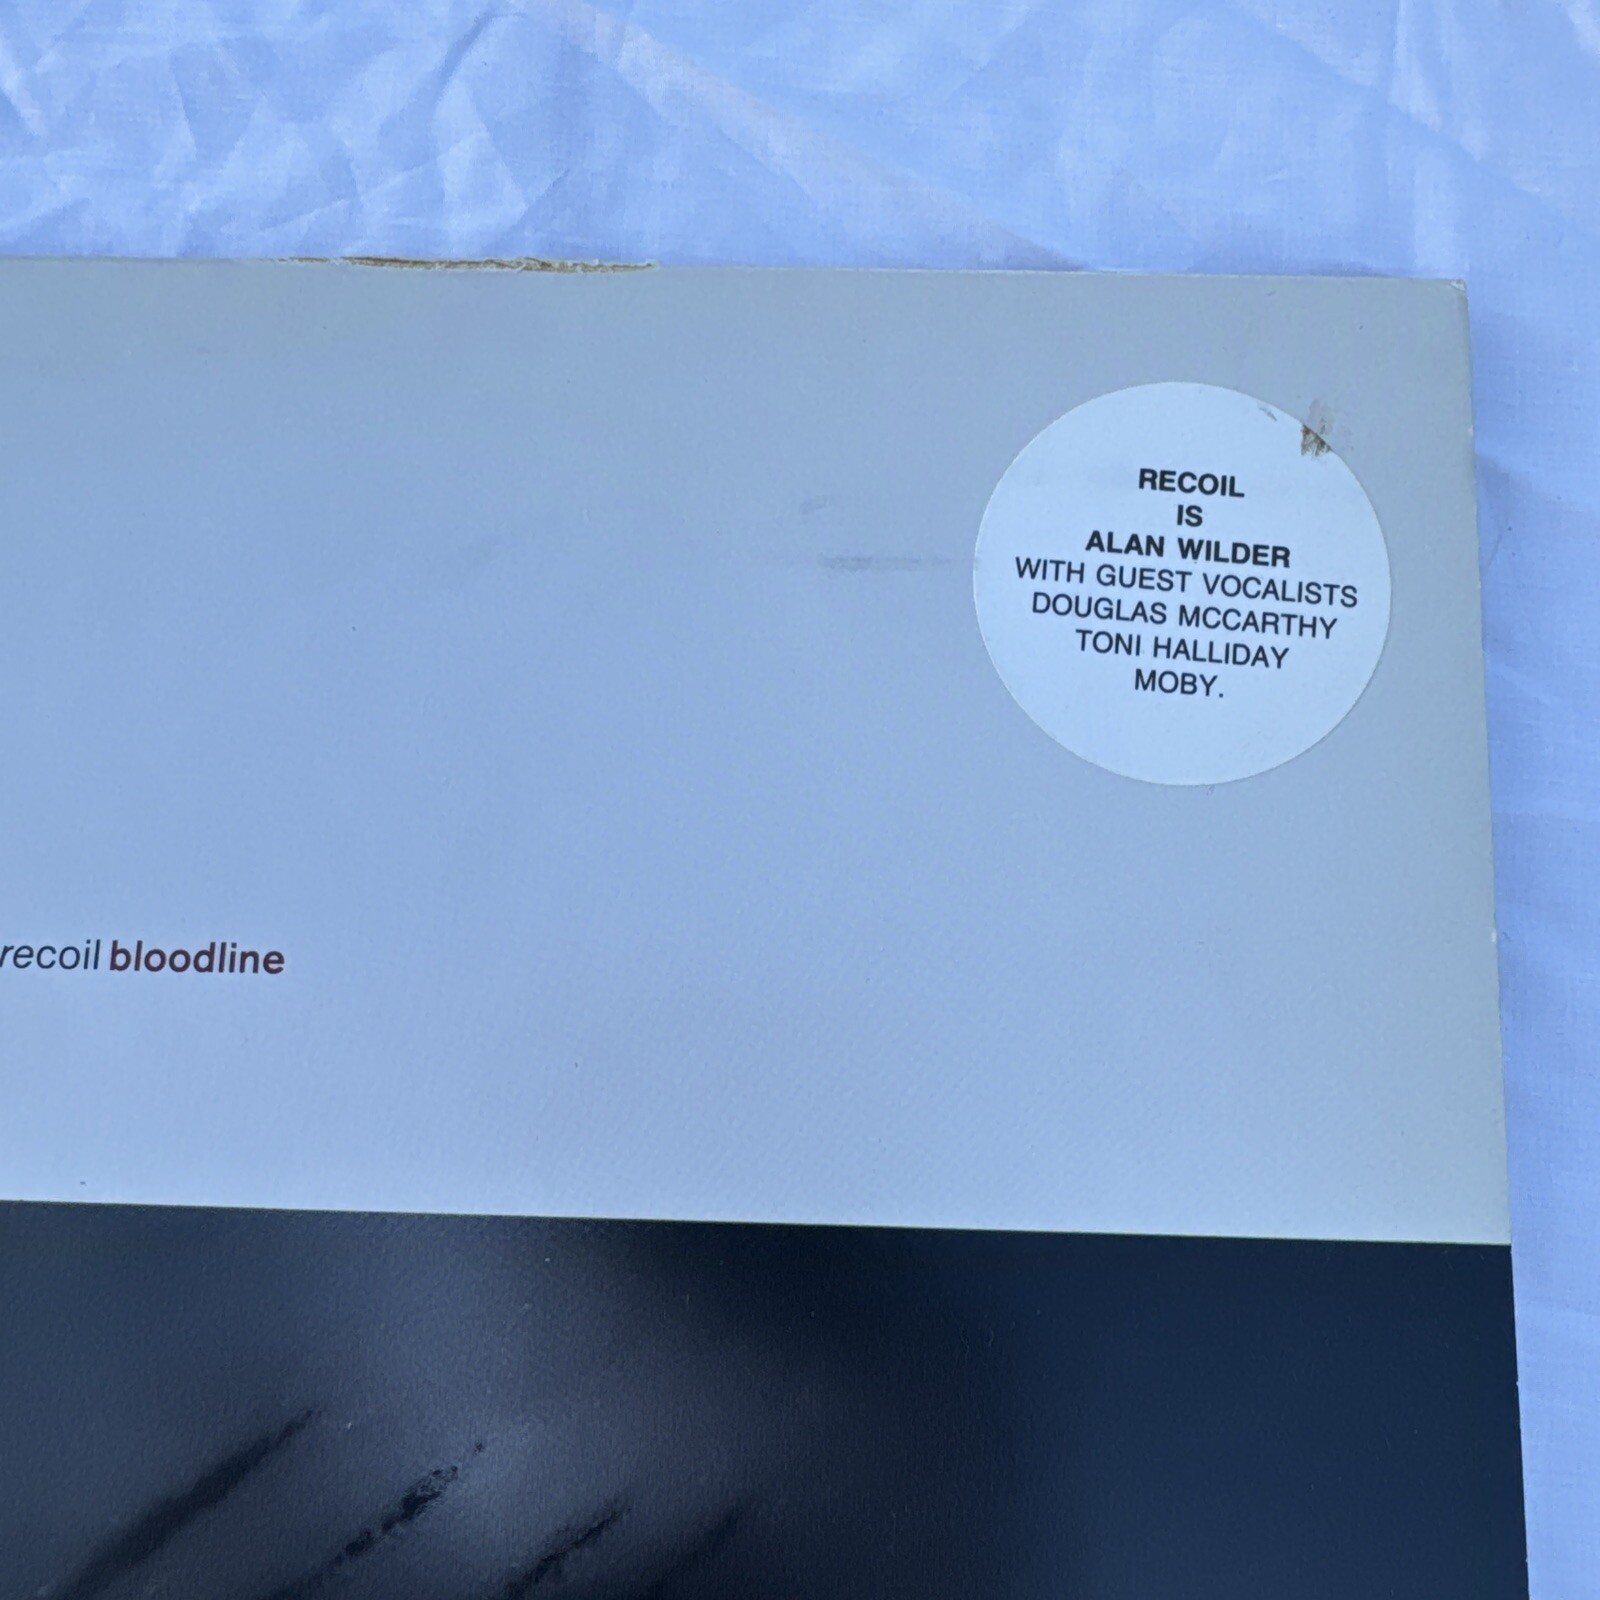 RECOIL
IS
ALAN WILDER
WITH GUEST VOCALISTS
DOUGLAS MCCARTHY
TONI HALLIDAY
MOBY.
recoil bloodline